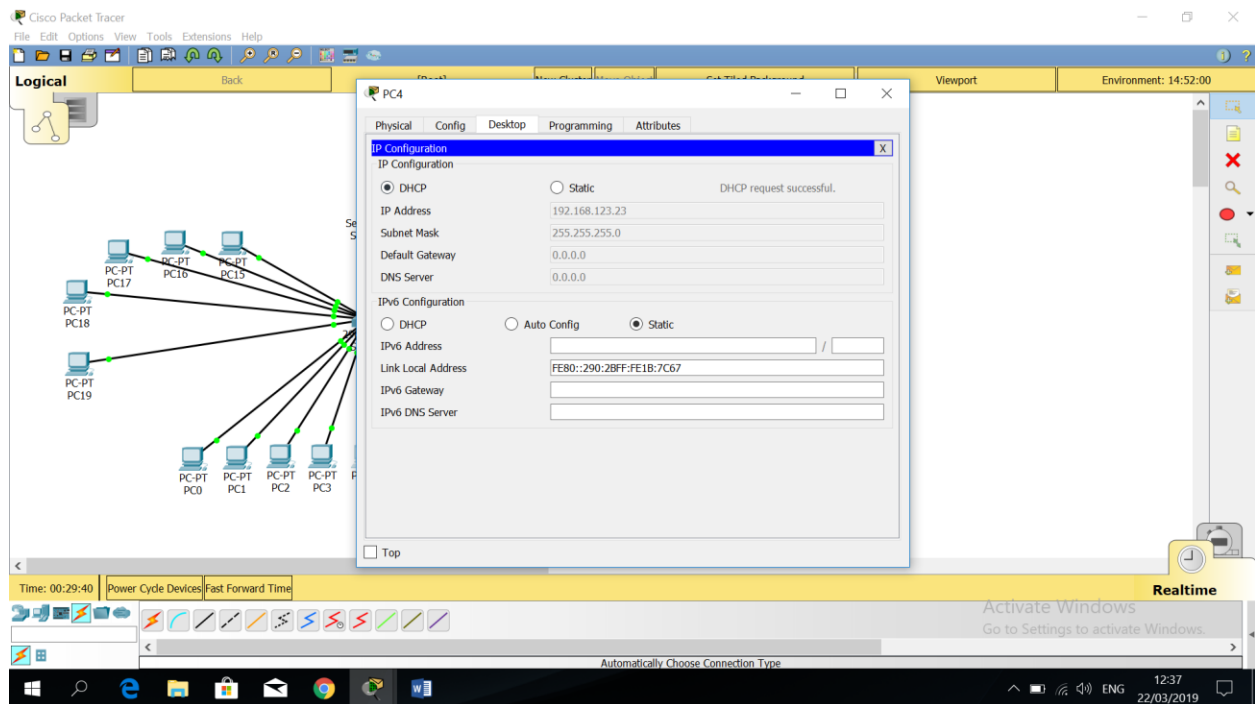 Cisco Packet Tracer
File Edit Options View Tools Extensions Help
Logical
Back
Viewport
Environment: 14:52:00
PC4
Physical Config Desktop Programming Attributes
IP Configuration X
IP Configuration
DHCP Static DHCP request successful.
IP Address 192.168.123.23
Subnet Mask 255.255.255.0
Default Gateway 0.0.0.0
DNS Server 0.0.0.0
IPv6 Configuration
DHCP Auto Config Static
IPv6 Address /
Link Local Address FE80::290:2BFF:FE1B:7C67
IPv6 Gateway
IPv6 DNS Server
Top
PC-PT
PC17
PC-PT
PC16
PC-PT
PC15
PC-PT
PC18
PC-PT
PC19
PC-PT
PC0
PC-PT
PC1
PC-PT
PC2
PC-PT
PC3
Time: 00:29:40 Power Cycle Devices Fast Forward Time
Realtime
Activate Windows
Go to Settings to activate Windows.
Automatically Choose Connection Type
ENG
12:37
22/03/2019